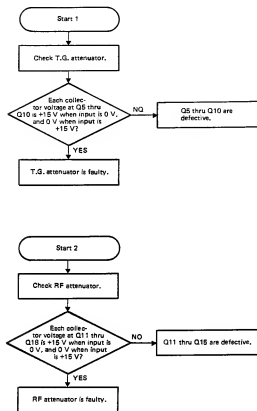 Start 1
Check T.G. attenuator.
Each collec-
tor voltage at Q5 thru
Q10 is +15 V when input is 0 V,
and 0 V when input is
+15 V?
NO
Q5 thru Q10 are
defective.
YES
T.G. attenuator is faulty.
Start 2
Check RF attenuator.
Each collec-
tor voltage at Q11 thru
Q16 is +15 V when input is
0 V, and 0 V when input
is +15 V?
NO
Q11 thru Q16 are defective.
YES
RF attenuator is faulty.